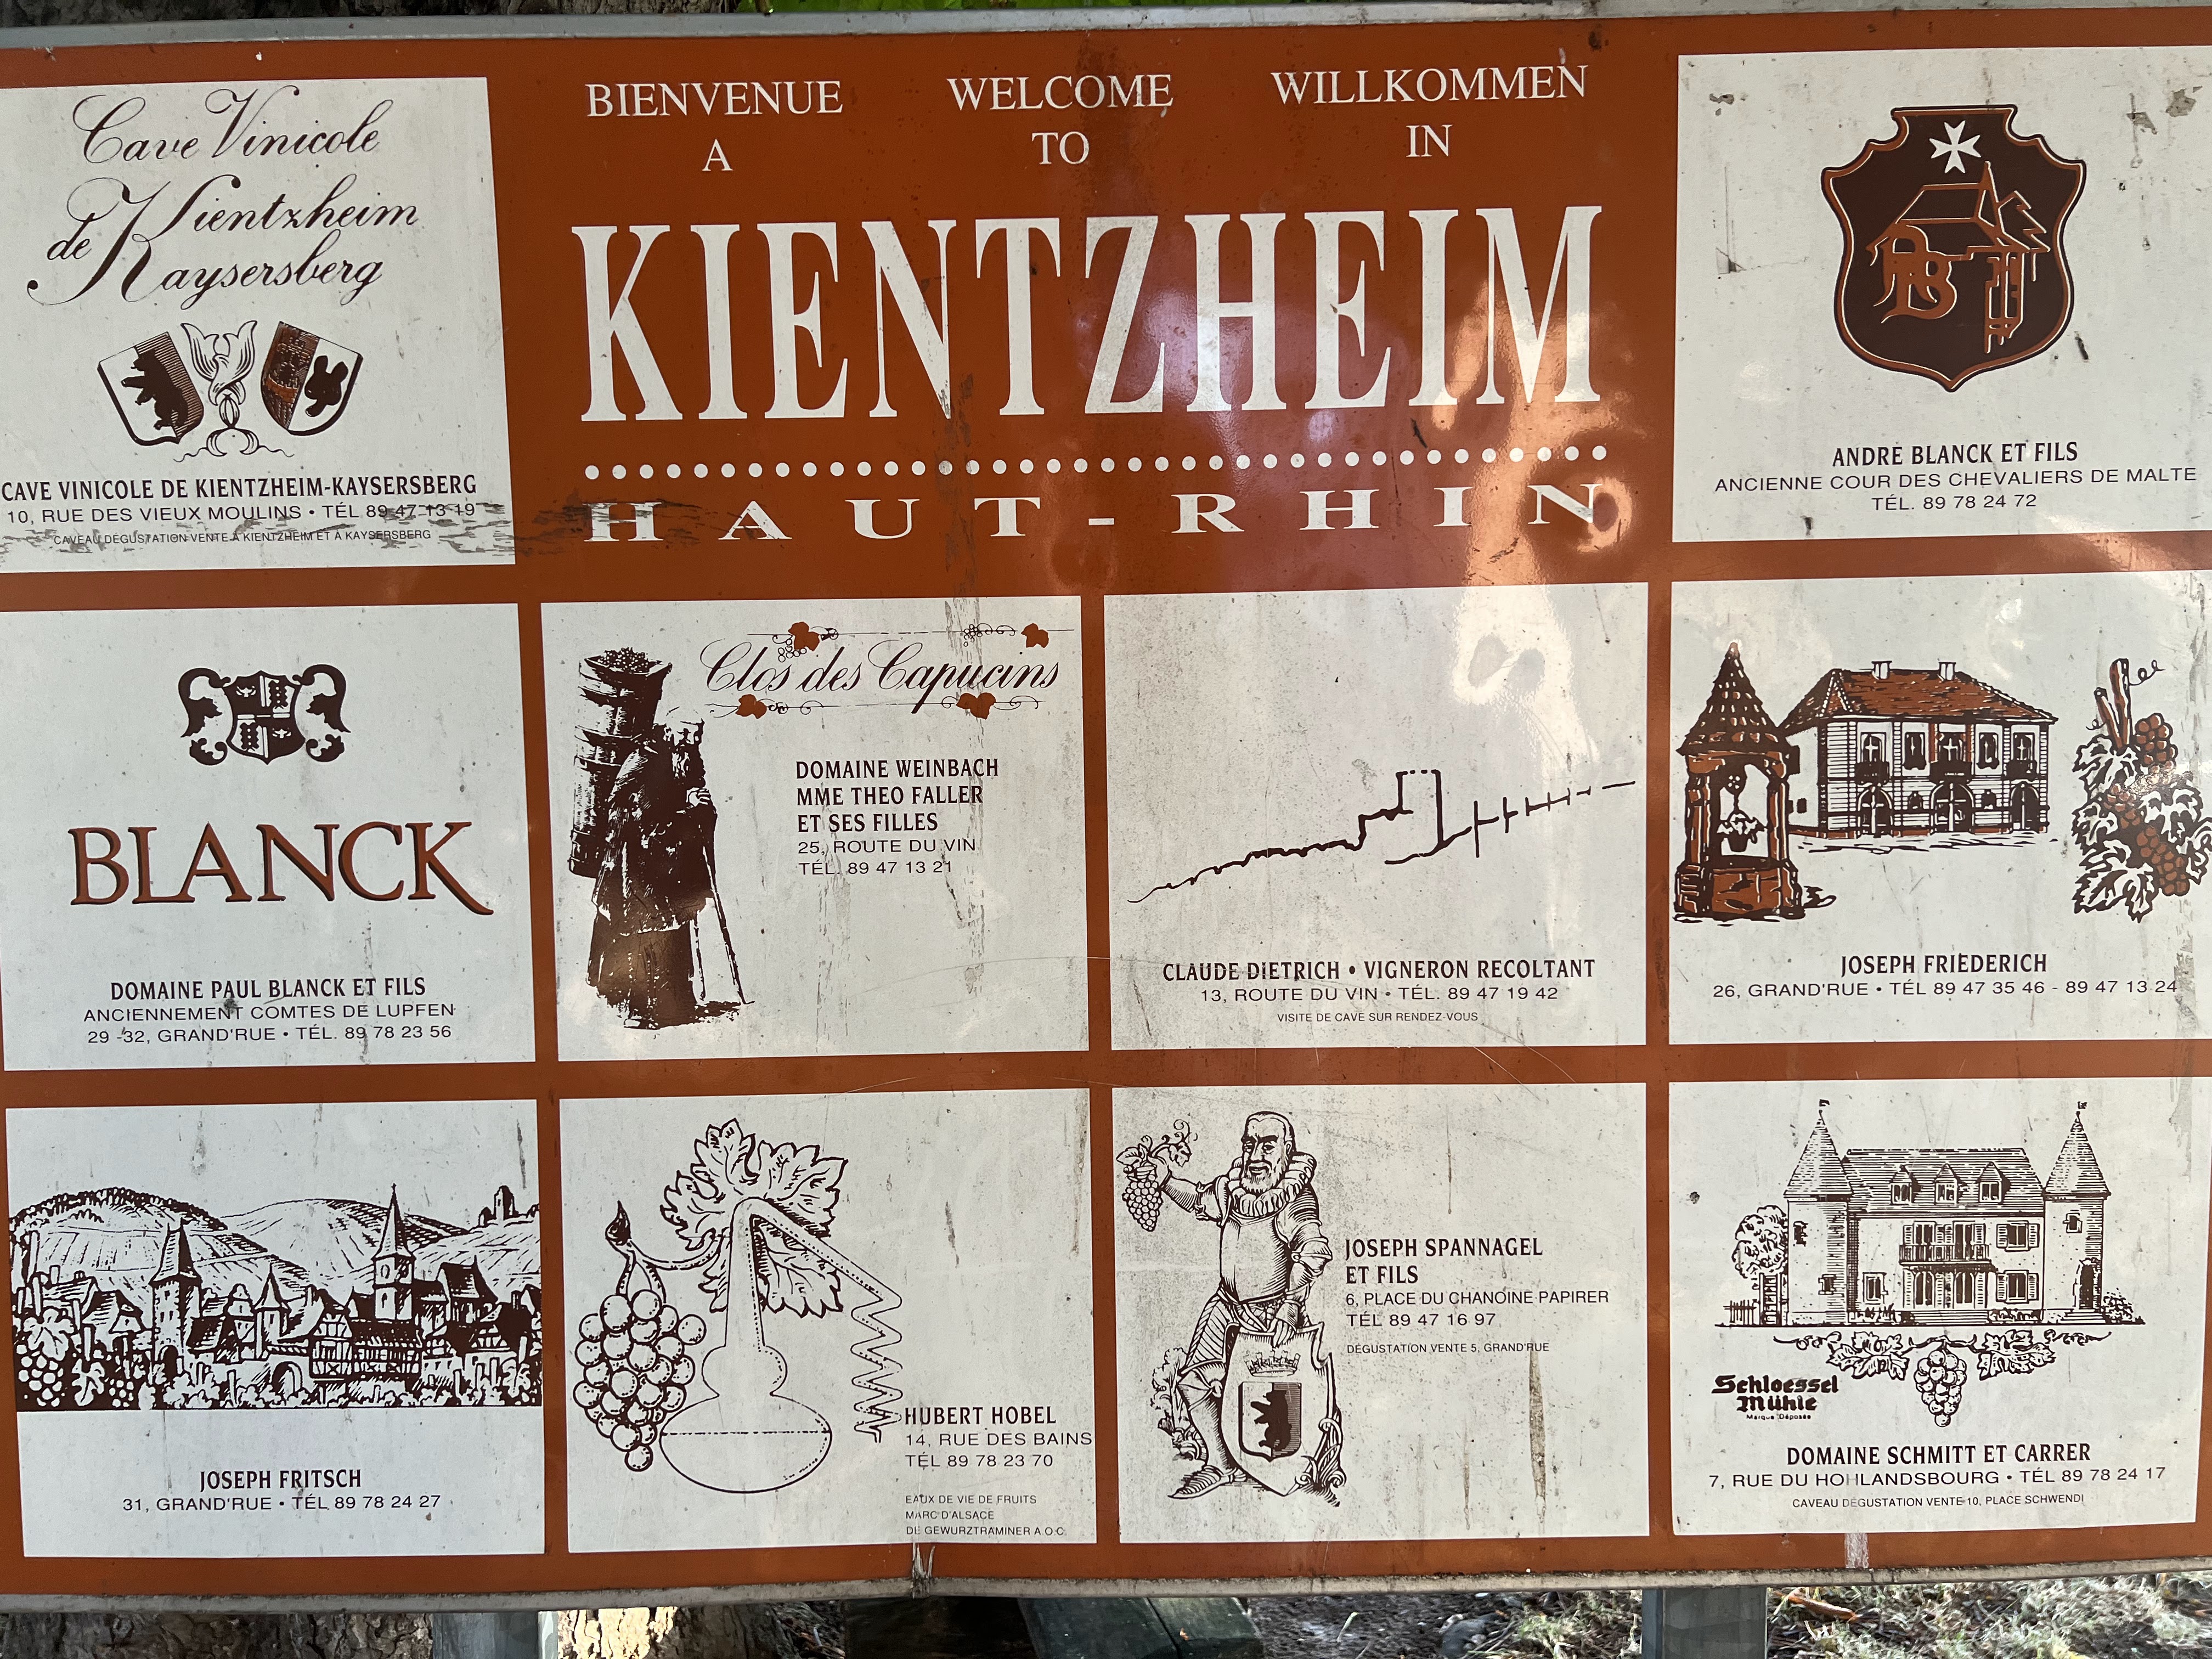 BIENVENUE
A
WELCOME
TO
WILLKOMMEN
IN
KIENTZHEIM
HAUT-RHIN
Cave Vinicole
de Kientzheim
Kaysersberg
CAVE VINICOLE DE KIENTZHEIM-KAYSERSBERG
10, RUE DES VIEUX MOULINS • TÉL 89 47 13 19
CAVEAU DÉGUSTATION-VENTE A KIENTZHEIM ET A KAYSERSBERG
ANDRE BLANCK ET FILS
ANCIENNE COUR DES CHEVALIERS DE MALTE
TÉL. 89 78 24 72
BLANCK
DOMAINE PAUL BLANCK ET FILS
ANCIENNEMENT COMTES DE LUPFEN
29 -32, GRAND'RUE • TÉL. 89 78 23 56
Clos des Capucins
DOMAINE WEINBACH
MME THEO FALLER
ET SES FILLES
25, ROUTE DU VIN
TÉL. 89 47 13 21
CLAUDE DIETRICH • VIGNERON RECOLTANT
13, ROUTE DU VIN • TÉL. 89 47 19 42
VISITE DE CAVE SUR RENDEZ-VOUS
JOSEPH FRIEDERICH
26, GRAND'RUE • TÉL 89 47 35 46 - 89 47 13 24
JOSEPH FRITSCH
31, GRAND'RUE • TÉL 89 78 24 27
HUBERT HOBEL
14, RUE DES BAINS
TÉL 89 78 23 70
EAUX DE VIE DE FRUITS
MARC D'ALSACE
DE GEWURZTRAMINER A.O.C.
JOSEPH SPANNAGEL
ET FILS
6, PLACE DU CHANOINE PAPIRER
TÉL 89 47 16 97
DÉGUSTATION VENTE 5, GRAND'RUE
Schloessel
Mühle
Marque Déposée
DOMAINE SCHMITT ET CARRER
7, RUE DU HOHLANDSBOURG • TÉL 89 78 24 17
CAVEAU DÉGUSTATION VENTE 10, PLACE SCHWENDI